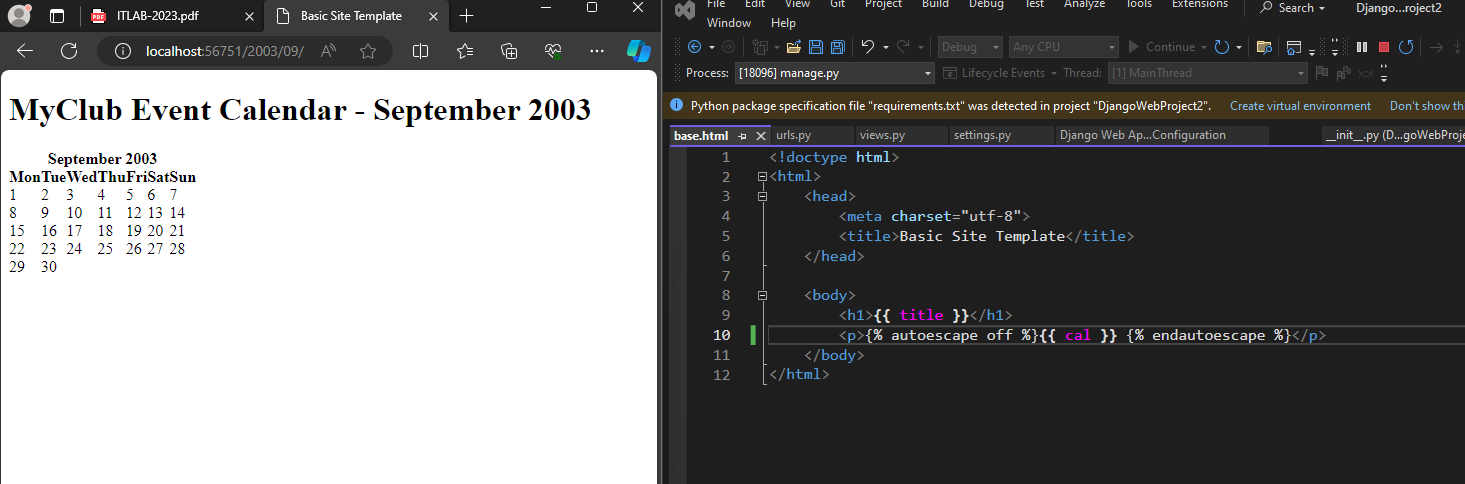 ITLAB-2023.pdf
Basic Site Template
localhost:56751/2003/09/
MyClub Event Calendar - September 2003
September 2003
MonTueWedThuFriSatSun
1 2 3 4 5 6 7
8 9 10 11 12 13 14
15 16 17 18 19 20 21
22 23 24 25 26 27 28
29 30
File Edit View Git Project Build Debug Test Analyze Tools Extensions
Search
Django...roject2
Window Help
Debug
Any CPU
Continue
Process: [18096] manage.py
Lifecycle Events
Thread: [1] MainThread
Python package specification file "requirements.txt" was detected in project "DjangoWebProject2". Create virtual environment Don't show th
base.html urls.py views.py settings.py Django Web Ap...Configuration __init__.py (D...goWebProje
1 <!doctype html>
2 <html>
3 <head>
4 <meta charset="utf-8">
5 <title>Basic Site Template</title>
6 </head>
7
8 <body>
9 <h1>{{ title }}</h1>
10 <p>{% autoescape off %}{{ cal }} {% endautoescape %}</p>
11 </body>
12 </html>